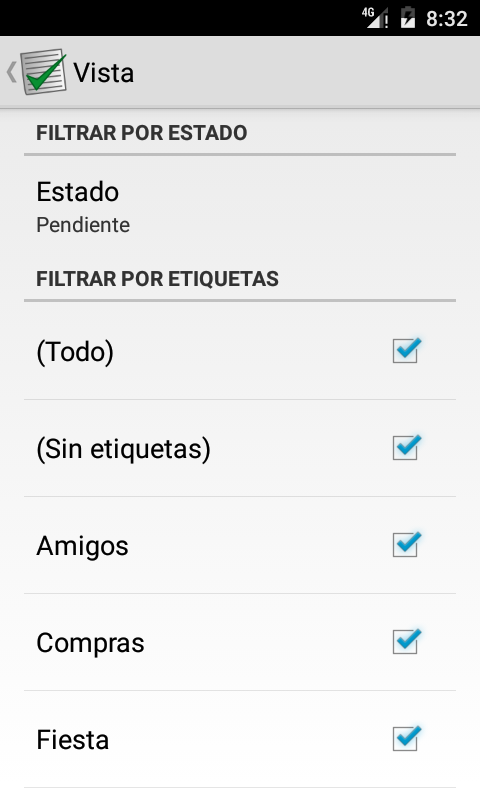 4G 8:32
Vista
FILTRAR POR ESTADO
Estado
Pendiente
FILTRAR POR ETIQUETAS
(Todo)
(Sin etiquetas)
Amigos
Compras
Fiesta